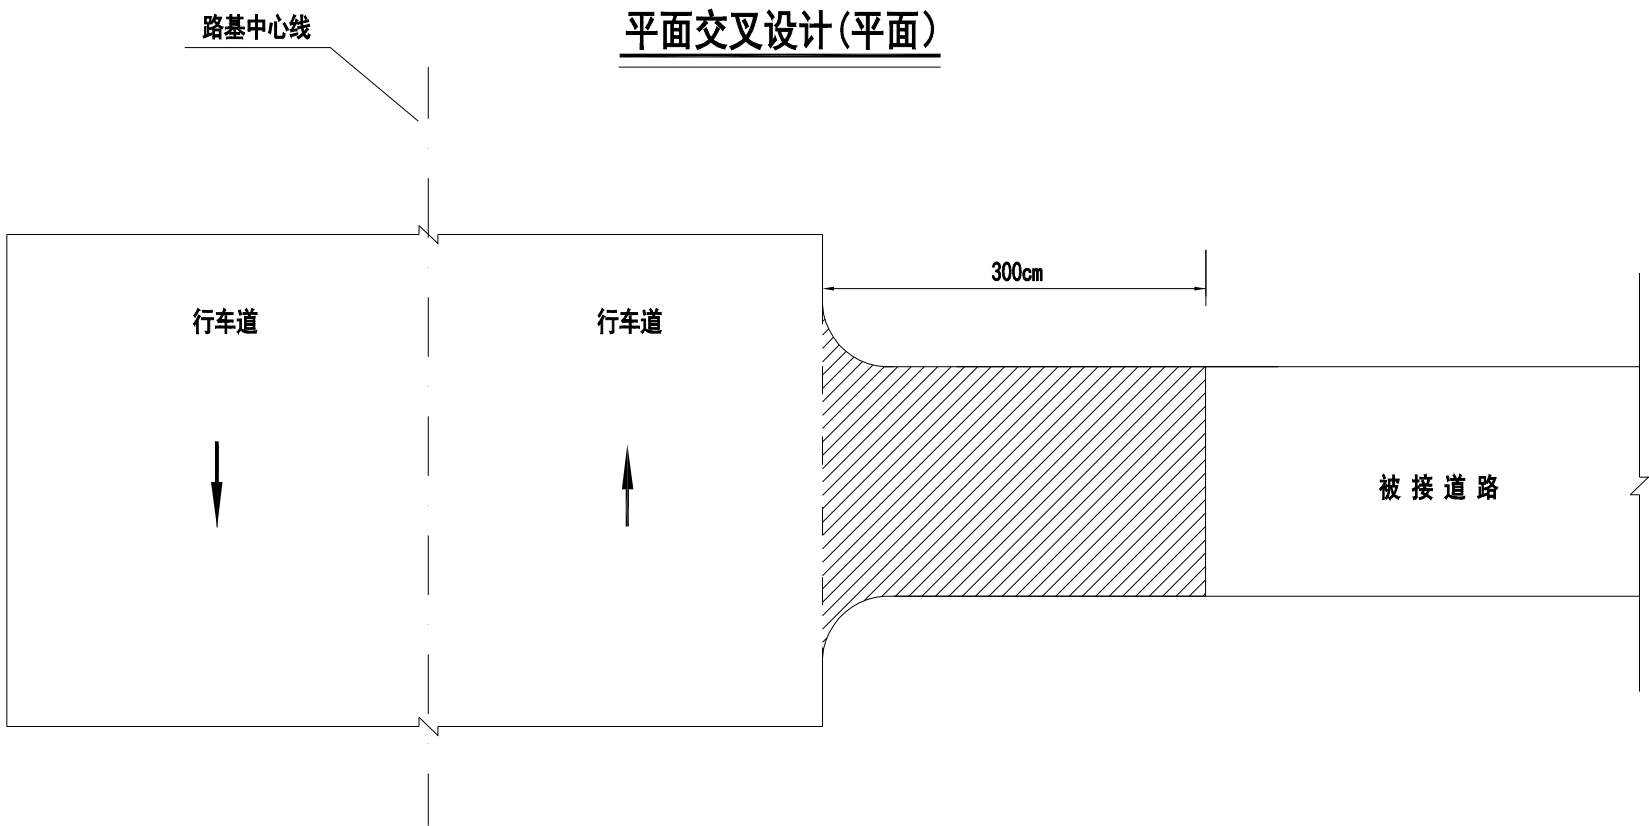 路基中心线
平面交叉设计(平面)
300cm
行车道
行车道
被接道路